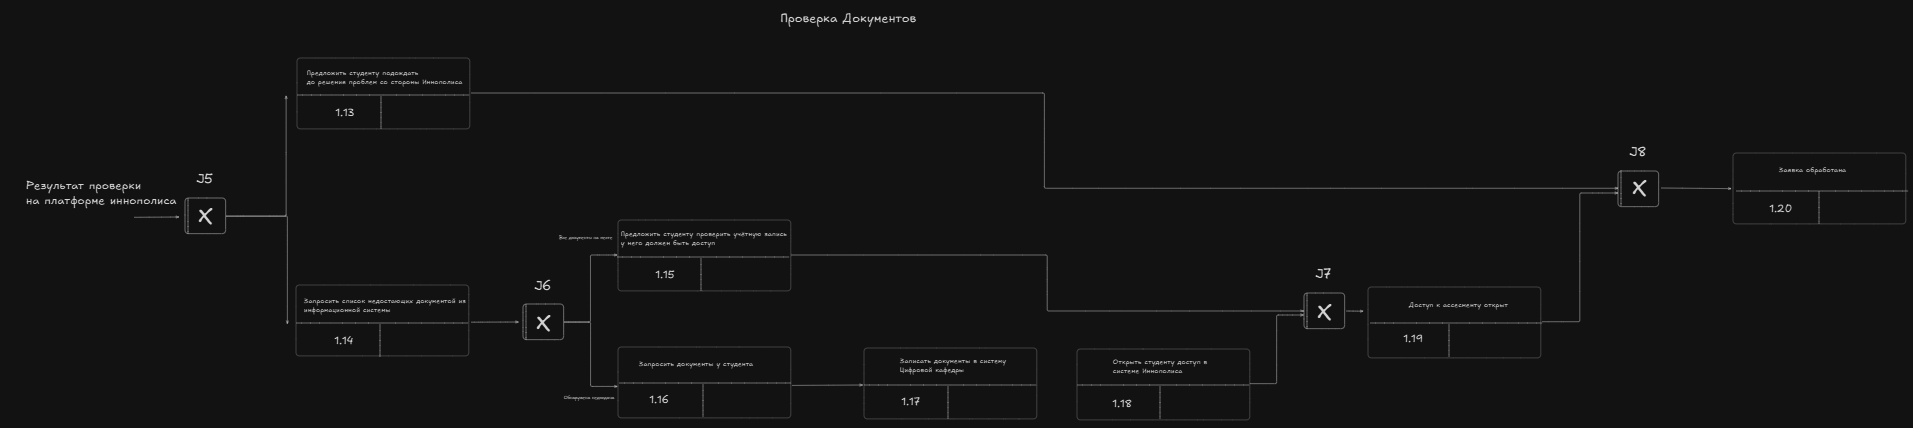 Проверка Документов
Предложить студенту подождать
до решения проблем со стороны Иннополиса
1.13
J8
Заявка обработана
1.20
J5
Результат проверки
на платформе иннополиса
X
X
Все документы на месте
Предложить студенту проверить учётную запись
у него должен быть доступ
1.15
J7
X
Доступ к ассесменту открыт
1.19
J6
X
Запросить список недостающих документов из
информационной системы
1.14
Запросить документы у студента
1.16
Обнаружена недостача
Записать документы в систему
Цифровой кафедры
1.17
Открыть студенту доступ в
системе Иннополиса
1.18